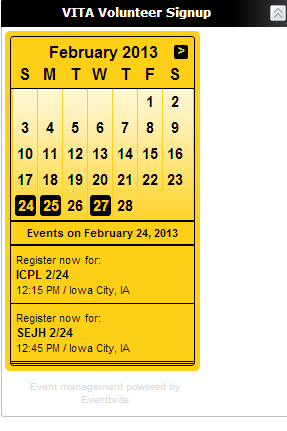 VITA Volunteer Signup
February 2013 >
S M T W T F S
1 2
3 4 5 6 7 8 9
10 11 12 13 14 15 16
17 18 19 20 21 22 23
24 25 26 27 28
Events on February 24, 2013
Register now for:
ICPL 2/24
12:15 PM / Iowa City, IA
Register now for:
SEJH 2/24
12:45 PM / Iowa City, IA
Event management powered by
Eventbrite